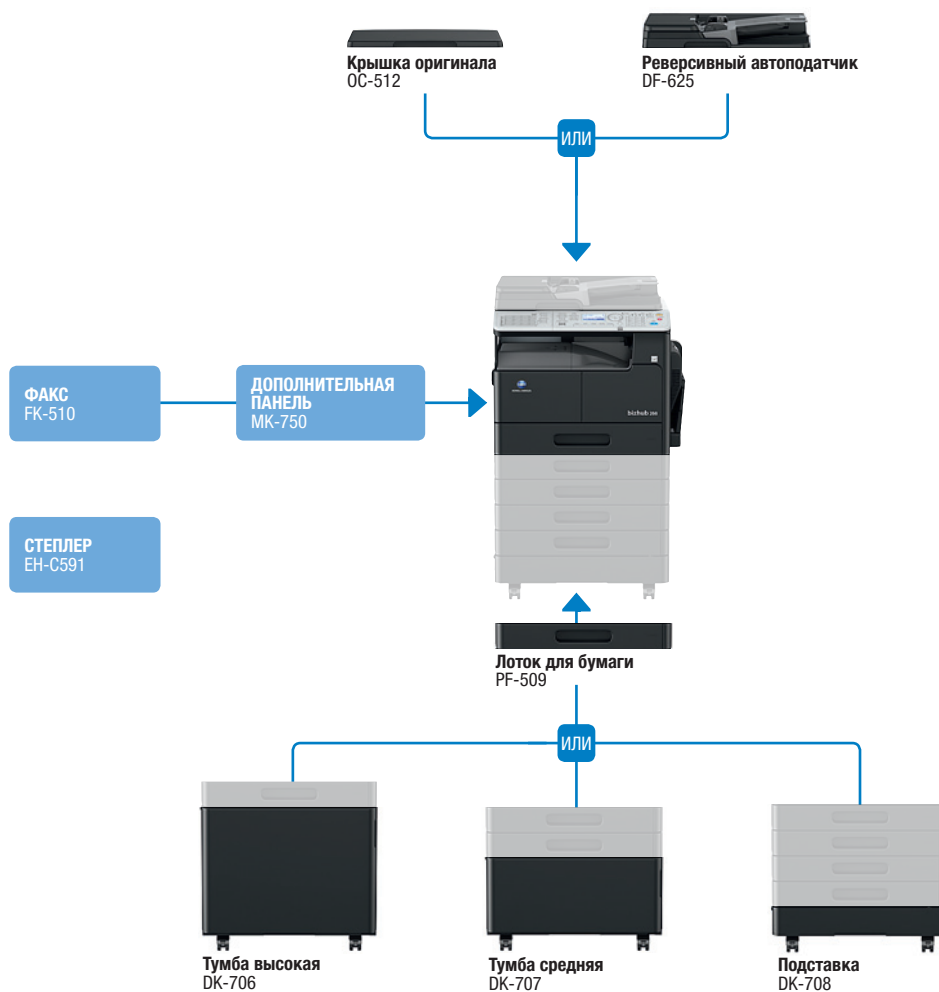 Крышка оригинала
OC-512
Реверсивный автоподатчик
DF-625
ИЛИ
ФАКС
FK-510
ДОПОЛНИТЕЛЬНАЯ
ПАНЕЛЬ
MK-750
bizhub
СТЕПЛЕР
EH-C591
Лоток для бумаги
PF-509
ИЛИ
Тумба высокая
DK-706
Тумба средняя
DK-707
Подставка
DK-708